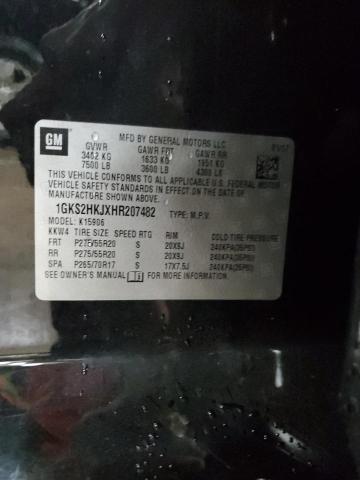 GM
MFD BY GENERAL MOTORS LLC
GVWR GAWR FRT GAWR RR
3402 KG 1633 KG 1951 KG
7500 LB 3600 LB 4300 LB
THIS VEHICLE CONFORMS TO ALL APPLICABLE U.S. FEDERAL
MOTOR VEHICLE SAFETY, BUMPER, AND THEFT PREVENTION
STANDARDS IN EFFECT ON THE DATE OF
MANUFACTURE SHOWN ABOVE.
1GKS2HKJXHR207482 TYPE: M.P.V.
MODEL: K15906
KKW4 TIRE SIZE SPEED RTG RIM COLD TIRE PRESSURE
FRT P275/55R20 S 20X9J 240KPA(35PSI)
RR P275/55R20 S 20X9J 240KPA(35PSI)
SPA P265/70R17 S 17X7.5J 240KPA(35PSI)
SEE OWNER'S MANUAL FOR MORE INFORMATION